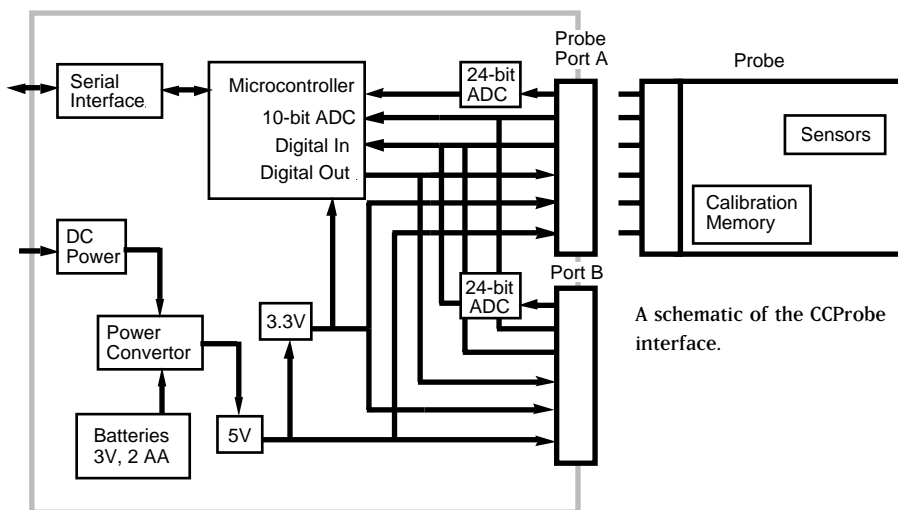 Probe
Port A
Probe
Serial
Interface
Microcontroller
10-bit ADC
Digital In
Digital Out
24-bit
ADC
Sensors
Calibration
Memory
DC
Power
Port B
24-bit
ADC
3.3V
Power
Convertor
5V
Batteries
3V, 2 AA
A schematic of the CCProbe
interface.